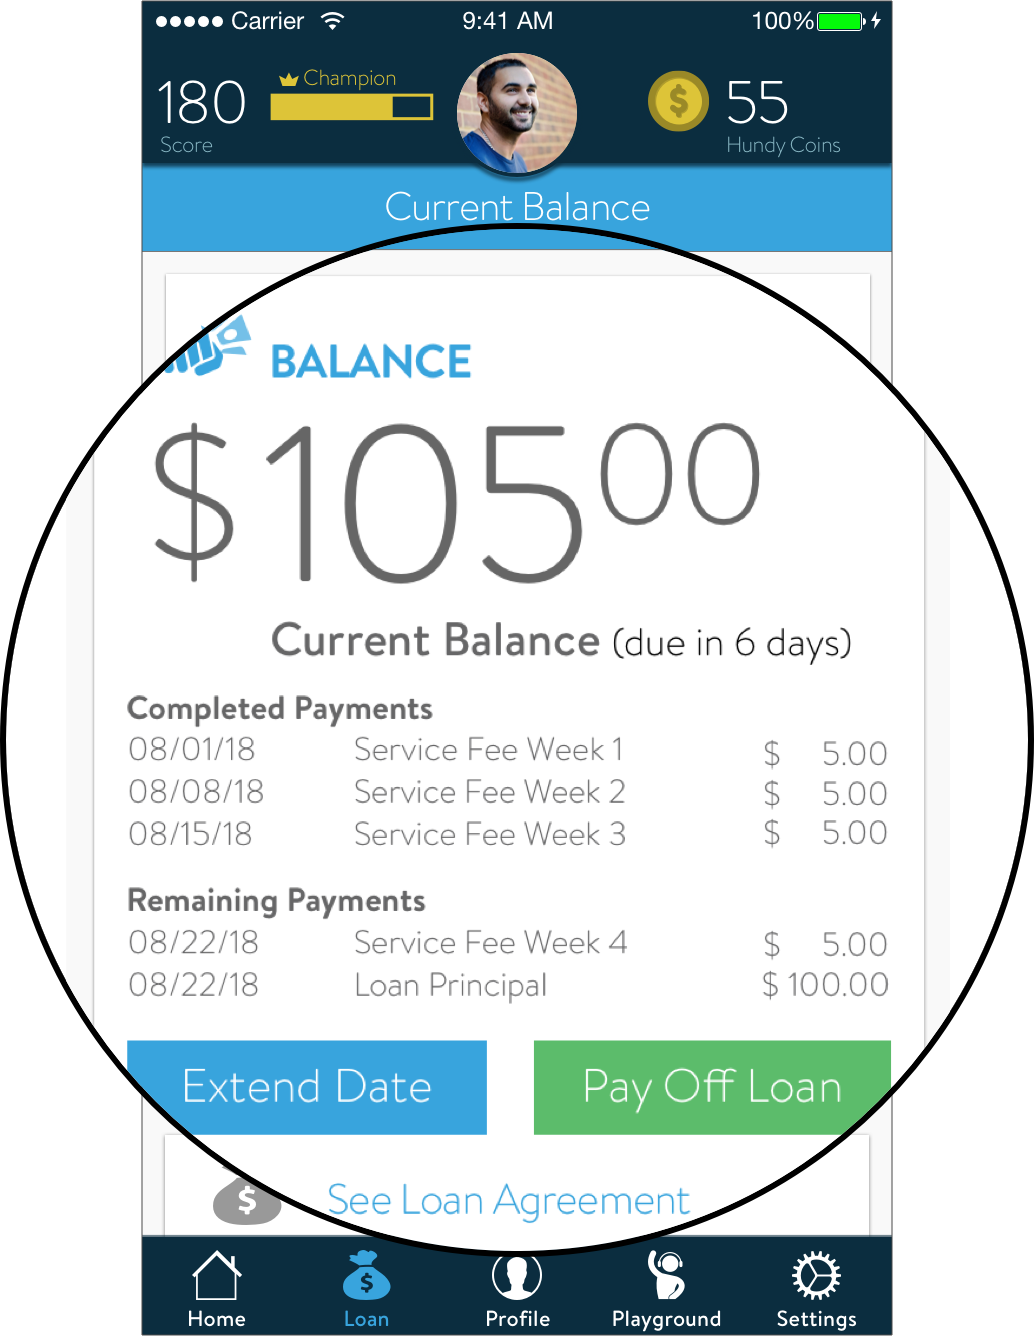 Carrier 9:41 AM 100%
Champion
180 $ 55
Score Hundy Coins
Current Balance
BALANCE
$105 00
Current Balance (due in 6 days)
Completed Payments
08/01/18 Service Fee Week 1 $ 5.00
08/08/18 Service Fee Week 2 $ 5.00
08/15/18 Service Fee Week 3 $ 5.00
Remaining Payments
08/22/18 Service Fee Week 4 $ 5.00
08/22/18 Loan Principal $ 100.00
Extend Date Pay Off Loan
$ See Loan Agreement
$
Home Loan Profile Playground Settings